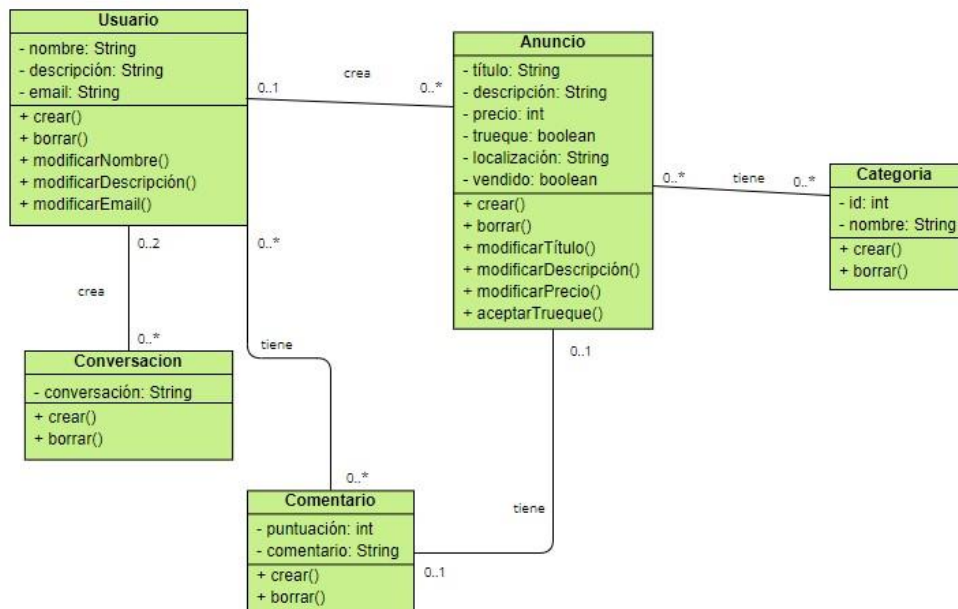 Usuario
- nombre: String
- descripción: String
- email: String
+ crear()
+ borrar()
+ modificarNombre()
+ modificarDescripción()
+ modificarEmail()
crea
0..1
0..*
Anuncio
- título: String
- descripción: String
- precio: int
- trueque: boolean
- localización: String
- vendido: boolean
+ crear()
+ borrar()
+ modificarTítulo()
+ modificarDescripción()
+ modificarPrecio()
+ aceptarTrueque()
0..*
tiene
0..*
Categoria
- id: int
- nombre: String
+ crear()
+ borrar()
0..2
crea
0..*
Conversacion
- conversación: String
+ crear()
+ borrar()
0..*
tiene
0..*
Comentario
- puntuación: int
- comentario: String
+ crear()
+ borrar()
0..1
tiene
0..1